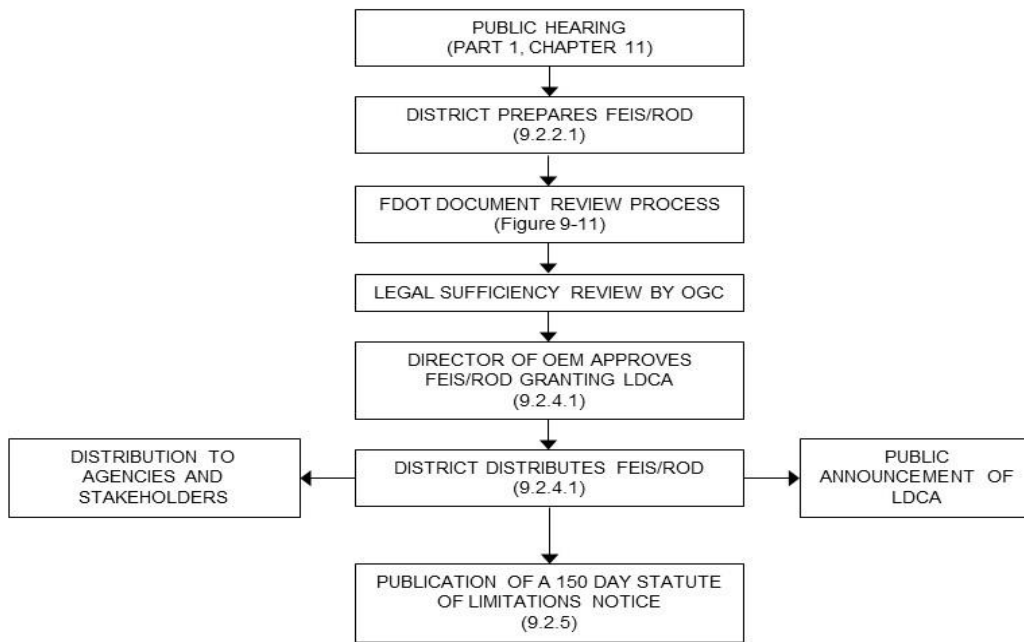 PUBLIC HEARING
(PART 1, CHAPTER 11)
DISTRICT PREPARES FEIS/ROD
(9.2.2.1)
FDOT DOCUMENT REVIEW PROCESS
(Figure 9-11)
LEGAL SUFFICIENCY REVIEW BY OGC
DIRECTOR OF OEM APPROVES
FEIS/ROD GRANTING LDCA
(9.2.4.1)
DISTRIBUTION TO
AGENCIES AND
STAKEHOLDERS
DISTRICT DISTRIBUTES FEIS/ROD
(9.2.4.1)
PUBLIC
ANNOUNCEMENT OF
LDCA
PUBLICATION OF A 150 DAY STATUTE
OF LIMITATIONS NOTICE
(9.2.5)